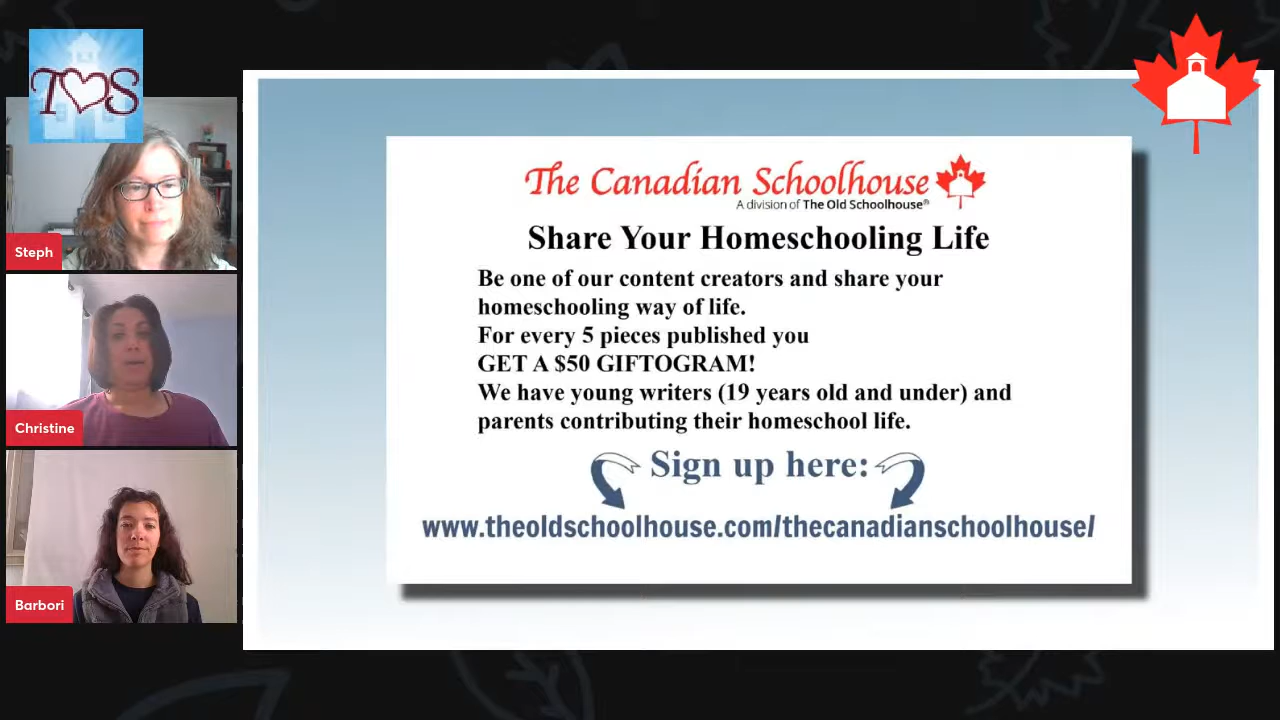 TOS
Steph
Christine
Barbori
The Canadian Schoolhouse
A division of The Old Schoolhouse®
Share Your Homeschooling Life
Be one of our content creators and share your
homeschooling way of life.
For every 5 pieces published you
GET A $50 GIFTOGRAM!
We have young writers (19 years old and under) and
parents contributing their homeschool life.
Sign up here:
www.theoldschoolhouse.com/thecanadianschoolhouse/